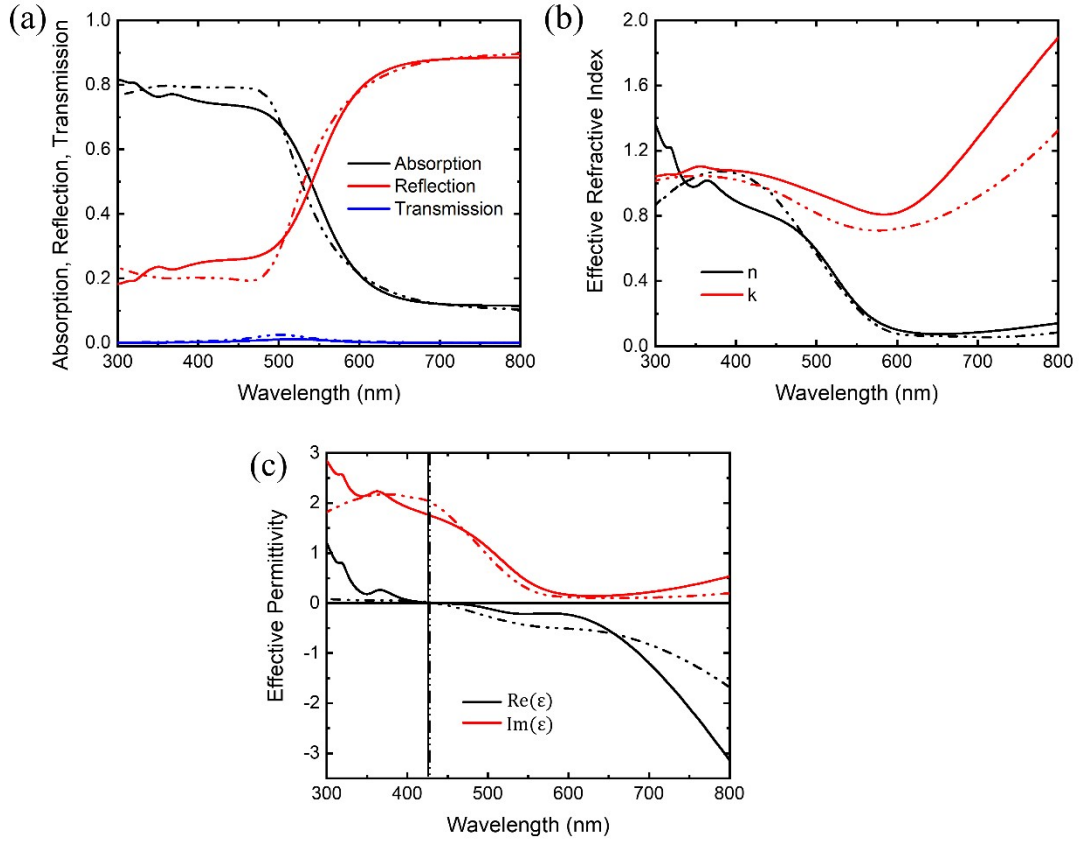 (a)
Absorption, Reflection, Transmission
1.0
0.8
0.6
0.4
0.2
0.0
Absorption
Reflection
Transmission
300 400 500 600 700 800
Wavelength (nm)
(b)
Effective Refractive Index
2.0
1.6
1.2
0.8
0.4
0.0
n
k
300 400 500 600 700 800
Wavelength (nm)
(c)
Effective Permittivity
3
2
1
0
-1
-2
-3
Re(ε)
Im(ε)
300 400 500 600 700 800
Wavelength (nm)